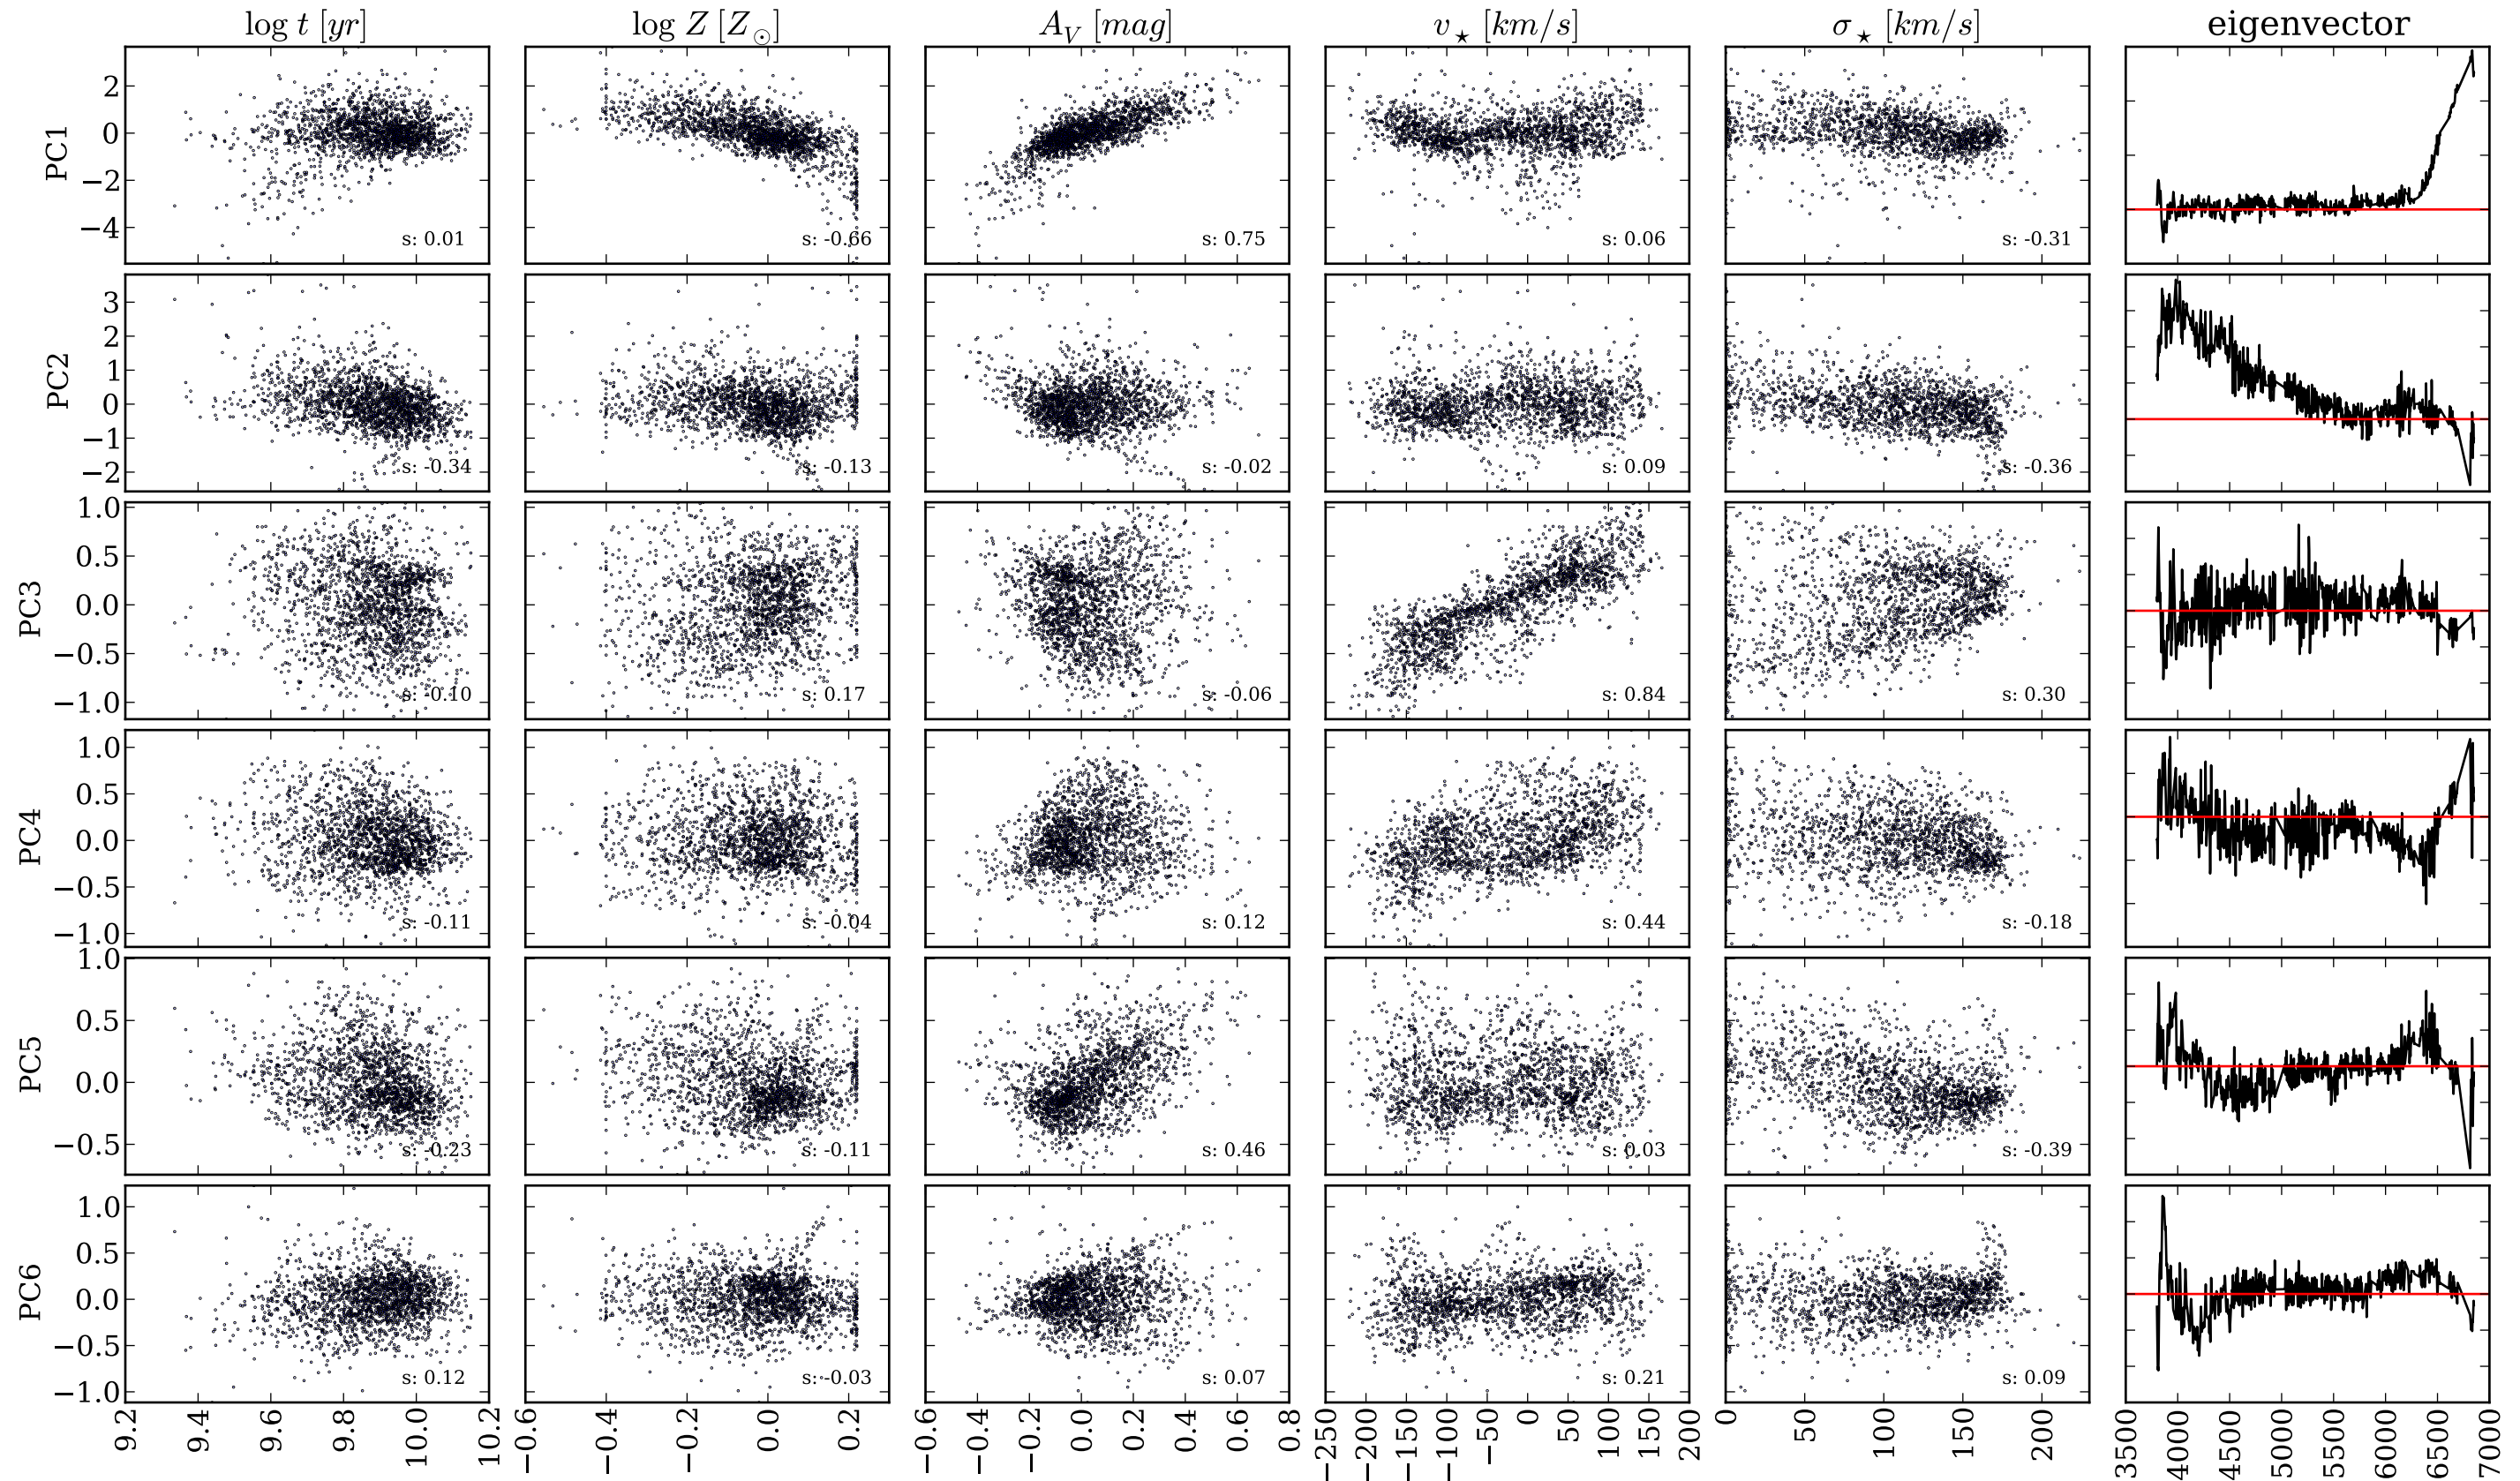 log t [yr] log Z [Z⊙] A_V [mag] v⋆ [km/s] σ⋆ [km/s] eigenvector
PC1
2
0
−2
−4
s: 0.01 s: -0.66 s: 0.75 s: 0.06 s: -0.31
PC2
3
2
1
0
−1
−2
s: -0.34 s: -0.13 s: -0.02 s: 0.09 s: -0.36
PC3
1.0
0.5
0.0
−0.5
−1.0
s: -0.10 s: 0.17 s: -0.06 s: 0.84 s: 0.30
PC4
1.0
0.5
0.0
−0.5
−1.0
s: -0.11 s: -0.04 s: 0.12 s: 0.44 s: -0.18
PC5
1.0
0.5
0.0
−0.5
s: -0.23 s: -0.11 s: 0.46 s: 0.03 s: -0.39
PC6
1.0
0.5
0.0
−0.5
−1.0
s: 0.12 s: -0.03 s: 0.07 s: 0.21 s: 0.09
9.2 9.4 9.6 9.8 10.0 10.2 −0.6 −0.4 −0.2 0.0 0.2 −0.6 −0.4 −0.2 0.0 0.2 0.4 0.6 0.8 −250 −200 −150 −100 −50 0 50 100 150 200 0 50 100 150 200 3500 4000 4500 5000 5500 6000 6500 7000